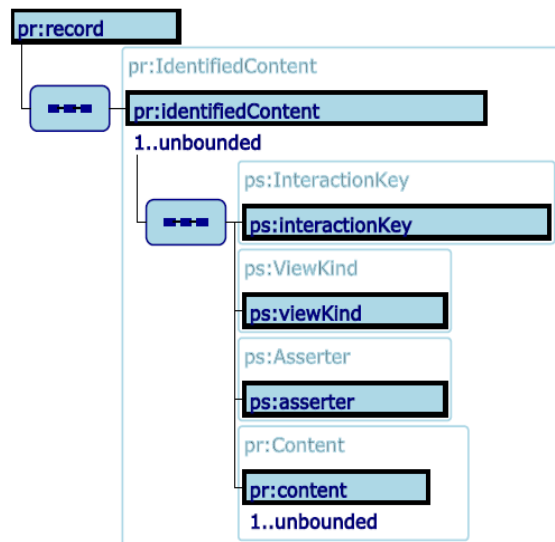 pr:record
pr:IdentifiedContent
pr:identifiedContent
1..unbounded
ps:InteractionKey
ps:interactionKey
ps:ViewKind
ps:viewKind
ps:Asserter
ps:asserter
pr:Content
pr:content
1..unbounded